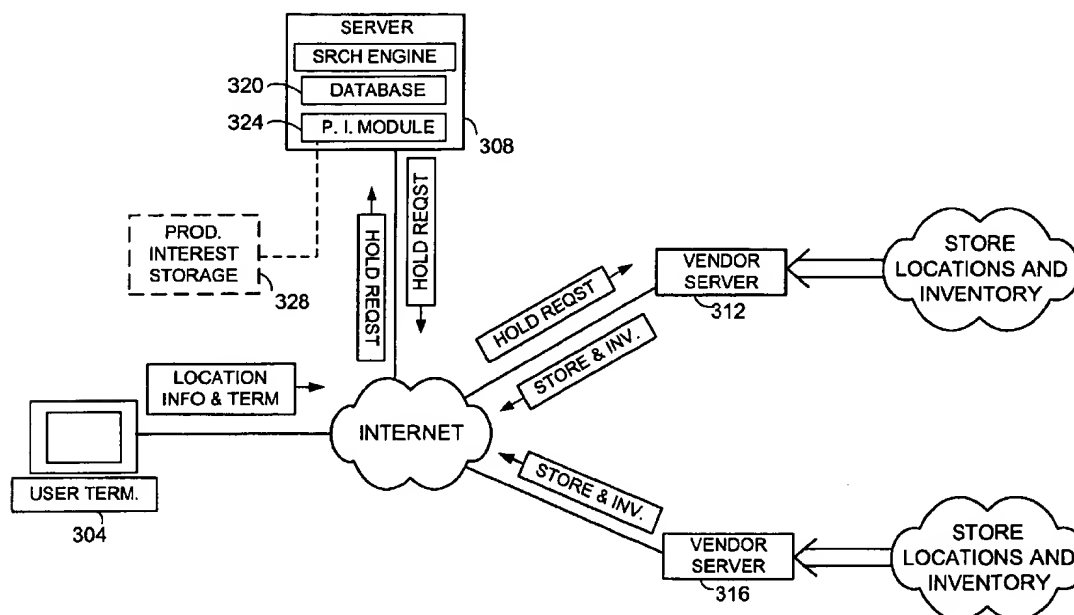 SERVER
SRCH ENGINE
320
DATABASE
324
P. I. MODULE
308
HOLD REQST
HOLD REQST
PROD.
INTEREST
STORAGE
328
LOCATION
INFO & TERM
USER TERM.
304
INTERNET
HOLD REQST
STORE & INV.
VENDOR
SERVER
312
STORE
LOCATIONS AND
INVENTORY
STORE & INV.
VENDOR
SERVER
316
STORE
LOCATIONS AND
INVENTORY